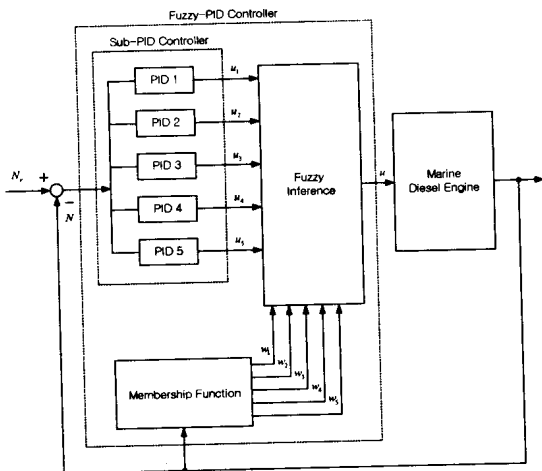 Fuzzy-PID Controller
Sub-PID Controller
PID 1
u₁
PID 2
u₂
PID 3
u₃
PID 4
u₄
PID 5
u₅
Nᵣ
+
−
N
Fuzzy
Inference
u
Marine
Diesel Engine
w₁
w₂
w₃
w₄
w₅
Membership Function